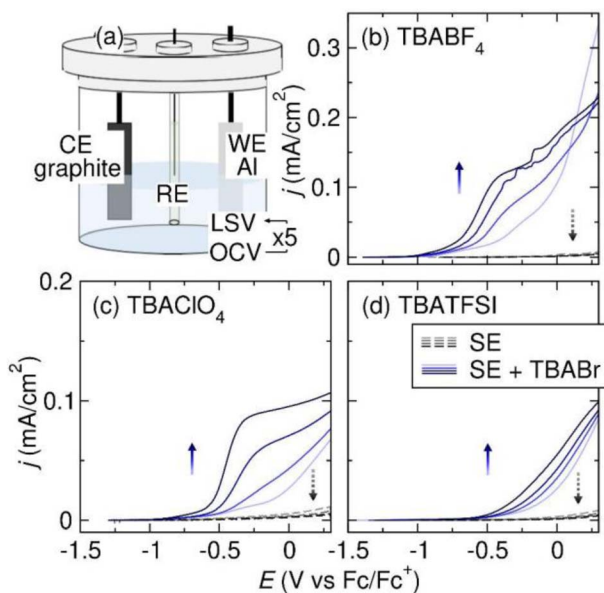 (a)
CE
graphite
RE
WE
Al
LSV
OCV
x5
(b) TBABF₄
j (mA/cm²)
0.3
0.2
0.1
0
(c) TBAClO₄
j (mA/cm²)
0.2
0.1
0
-1.5 -1 -0.5 0
(d) TBATFSI
SE
SE + TBABr
-1.5 -1 -0.5 0
E (V vs Fc/Fc⁺)